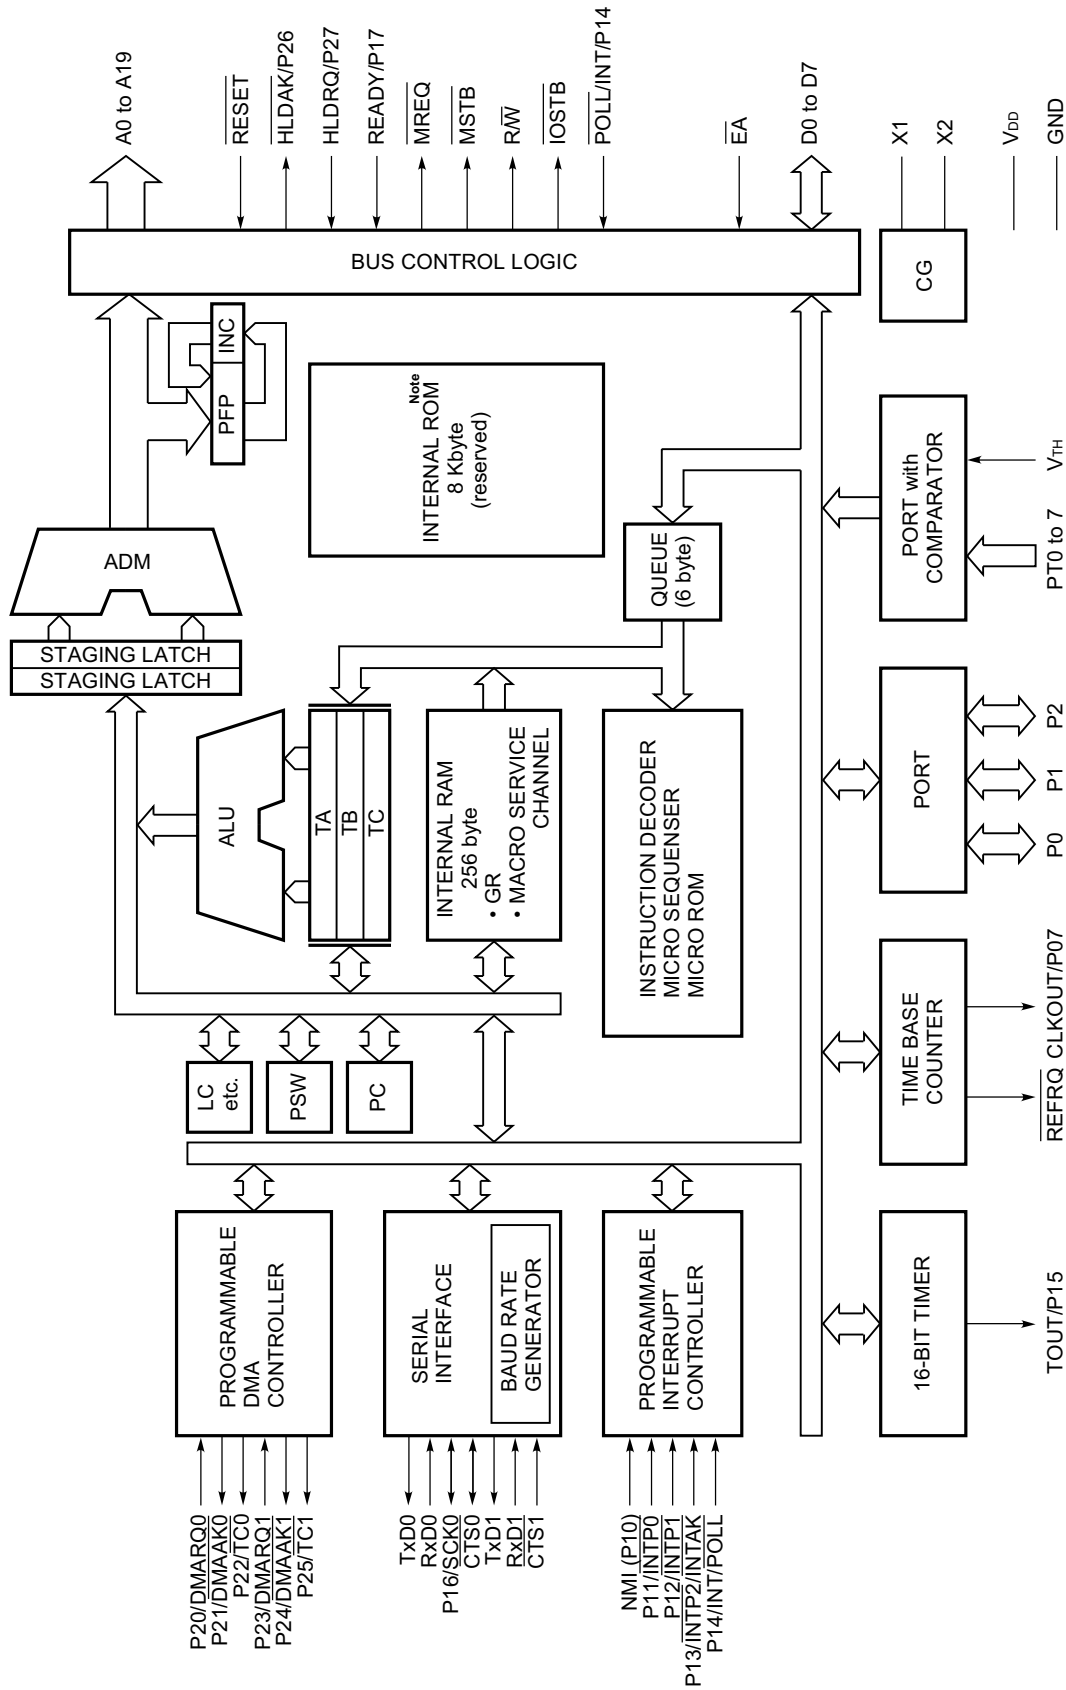 P20/DMARQ0
P21/DMAAK0
P22/TC0
P23/DMARQ1
P24/DMAAK1
P25/TC1
PROGRAMMABLE
DMA
CONTROLLER
TxD0
RxD0
P16/SCK0
CTS0
TxD1
RxD1
CTS1
SERIAL
INTERFACE
BAUD RATE
GENERATOR
NMI (P10)
P11/INTP0
P12/INTP1
P13/INTP2/INTAK
P14/INT/POLL
PROGRAMMABLE
INTERRUPT
CONTROLLER
LC
etc.
PSW
PC
STAGING LATCH
STAGING LATCH
ADM
ALU
TA
TB
TC
INTERNAL RAM
256 byte
• GR
• MACRO SERVICE
CHANNEL
INSTRUCTION DECODER
MICRO SEQUENSER
MICRO ROM
QUEUE
(6 byte)
PFP
INC
INTERNAL ROM Note
8 Kbyte
(reserved)
BUS CONTROL LOGIC
A0 to A19
RESET
HLDAK/P26
HLDRQ/P27
READY/P17
MREQ
MSTB
R/W
IOSTB
POLL/INT/P14
EA
D0 to D7
16-BIT TIMER
TOUT/P15
TIME BASE
COUNTER
REFRQ CLKOUT/P07
PORT
P0
P1
P2
PORT with
COMPARATOR
PT0 to 7
VTH
CG
X1
X2
VDD
GND